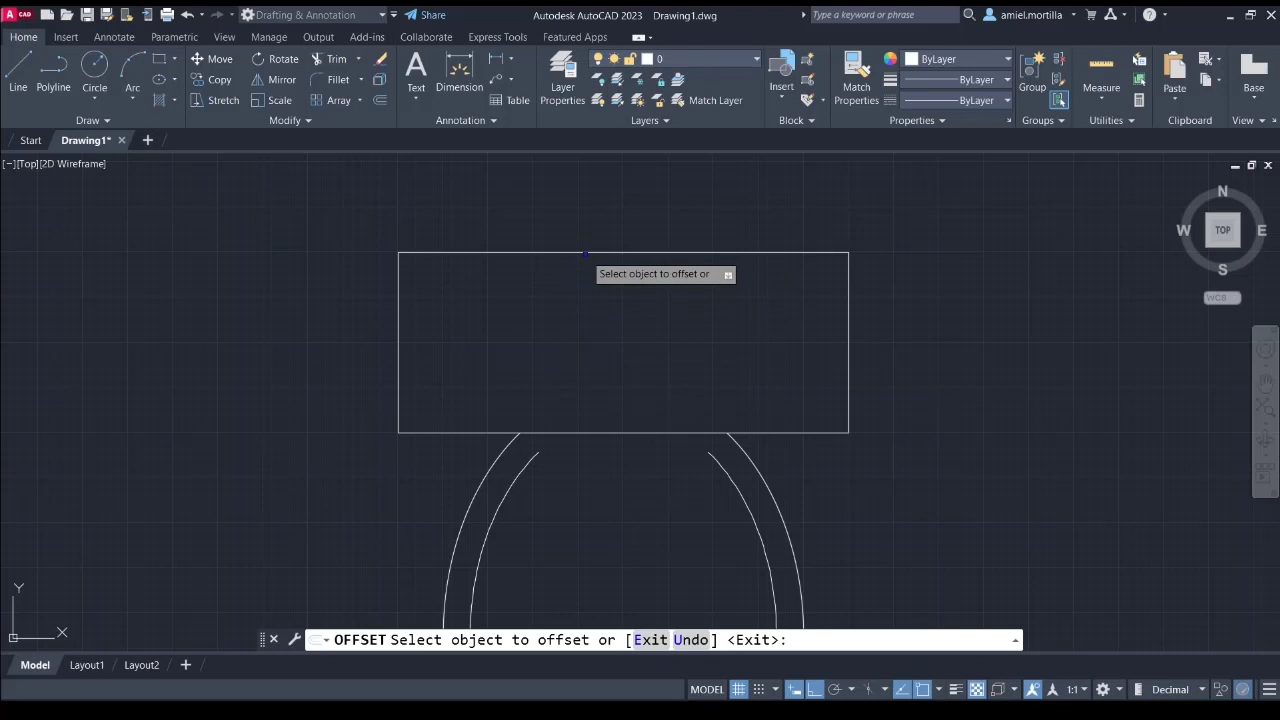 A CAD Drafting & Annotation Share Autodesk AutoCAD 2023 Drawing1.dwg Type a keyword or phrase amiel.mortilla
Home Insert Annotate Parametric View Manage Output Add-ins Collaborate Express Tools Featured Apps
Move Rotate Trim 0 ByLayer
Line Polyline Circle Arc Copy Mirror Fillet Text Dimension Layer Properties Insert Match Properties ByLayer Group Measure Paste Base
Stretch Scale Array Table Match Layer ByLayer
Draw Modify Annotation Layers Block Properties Groups Utilities Clipboard View
Start Drawing1*
[−][Top][2D Wireframe]
N
W TOP E
S
WCS
Select object to offset or
Y
X
OFFSET Select object to offset or [Exit Undo] <Exit>:
Model Layout1 Layout2
MODEL 1:1 Decimal